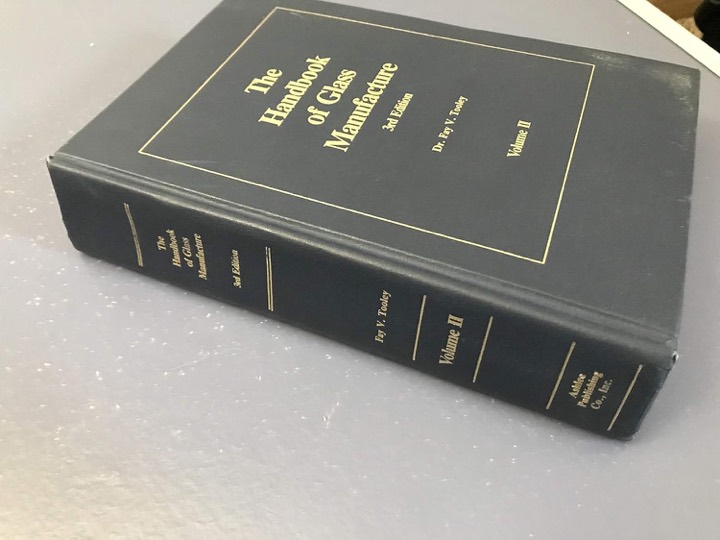 The
Handbook
of Glass
Manufacture
3rd Edition
Dr. Fay V. Tooley
Volume II
The
Handbook
of Glass
Manufacture
3rd Edition
Fay V. Tooley
Volume II
Ashlee
Publishing
Co., Inc.